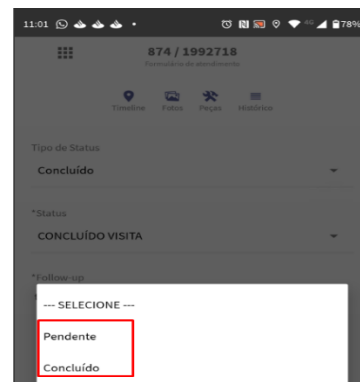 11:01
4G 78%
874 / 1992718
Formulário de atendimento
Timeline Fotos Peças Histórico
Tipo de Status
Concluído
*Status
CONCLUÍDO VISITA
*Follow-up
--- SELECIONE ---
Pendente
Concluído